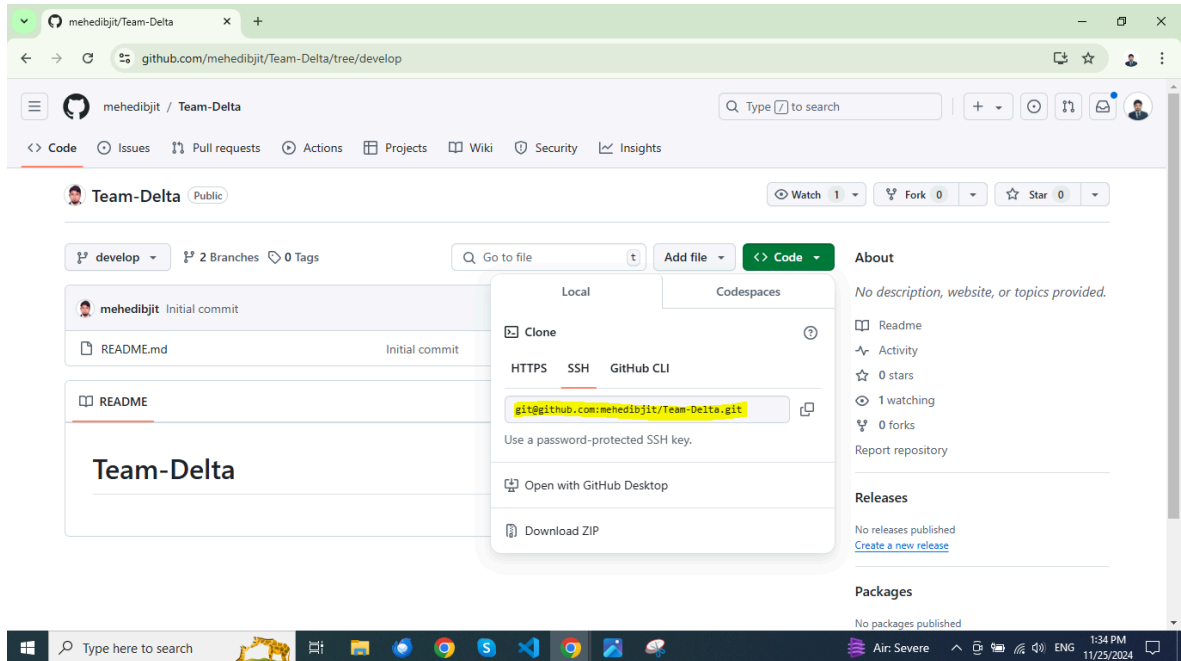 mehedibjit/Team-Delta
github.com/mehedibjit/Team-Delta/tree/develop
mehedibjit / Team-Delta
Type / to search
Code Issues Pull requests Actions Projects Wiki Security Insights
Team-Delta Public
Watch 1 Fork 0 Star 0
develop 2 Branches 0 Tags
Go to file t Add file <> Code
About
Local Codespaces
No description, website, or topics provided.
mehedibjit Initial commit
Clone
Readme
README.md Initial commit
Activity
HTTPS SSH GitHub CLI
0 stars
README
git@github.com:mehedibjit/Team-Delta.git
1 watching
0 forks
Use a password-protected SSH key.
Report repository
Team-Delta
Open with GitHub Desktop
Releases
Download ZIP
No releases published
Create a new release
Packages
No packages published
Type here to search
Air: Severe
ENG
1:34 PM
11/25/2024